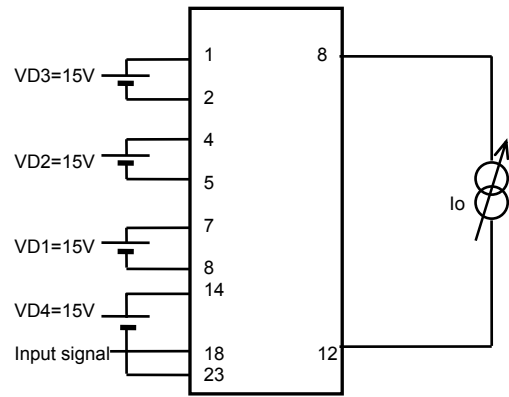 1
8
VD3=15V
2
4
VD2=15V
5
7
Io
VD1=15V
8
14
VD4=15V
Input signal
18
12
23